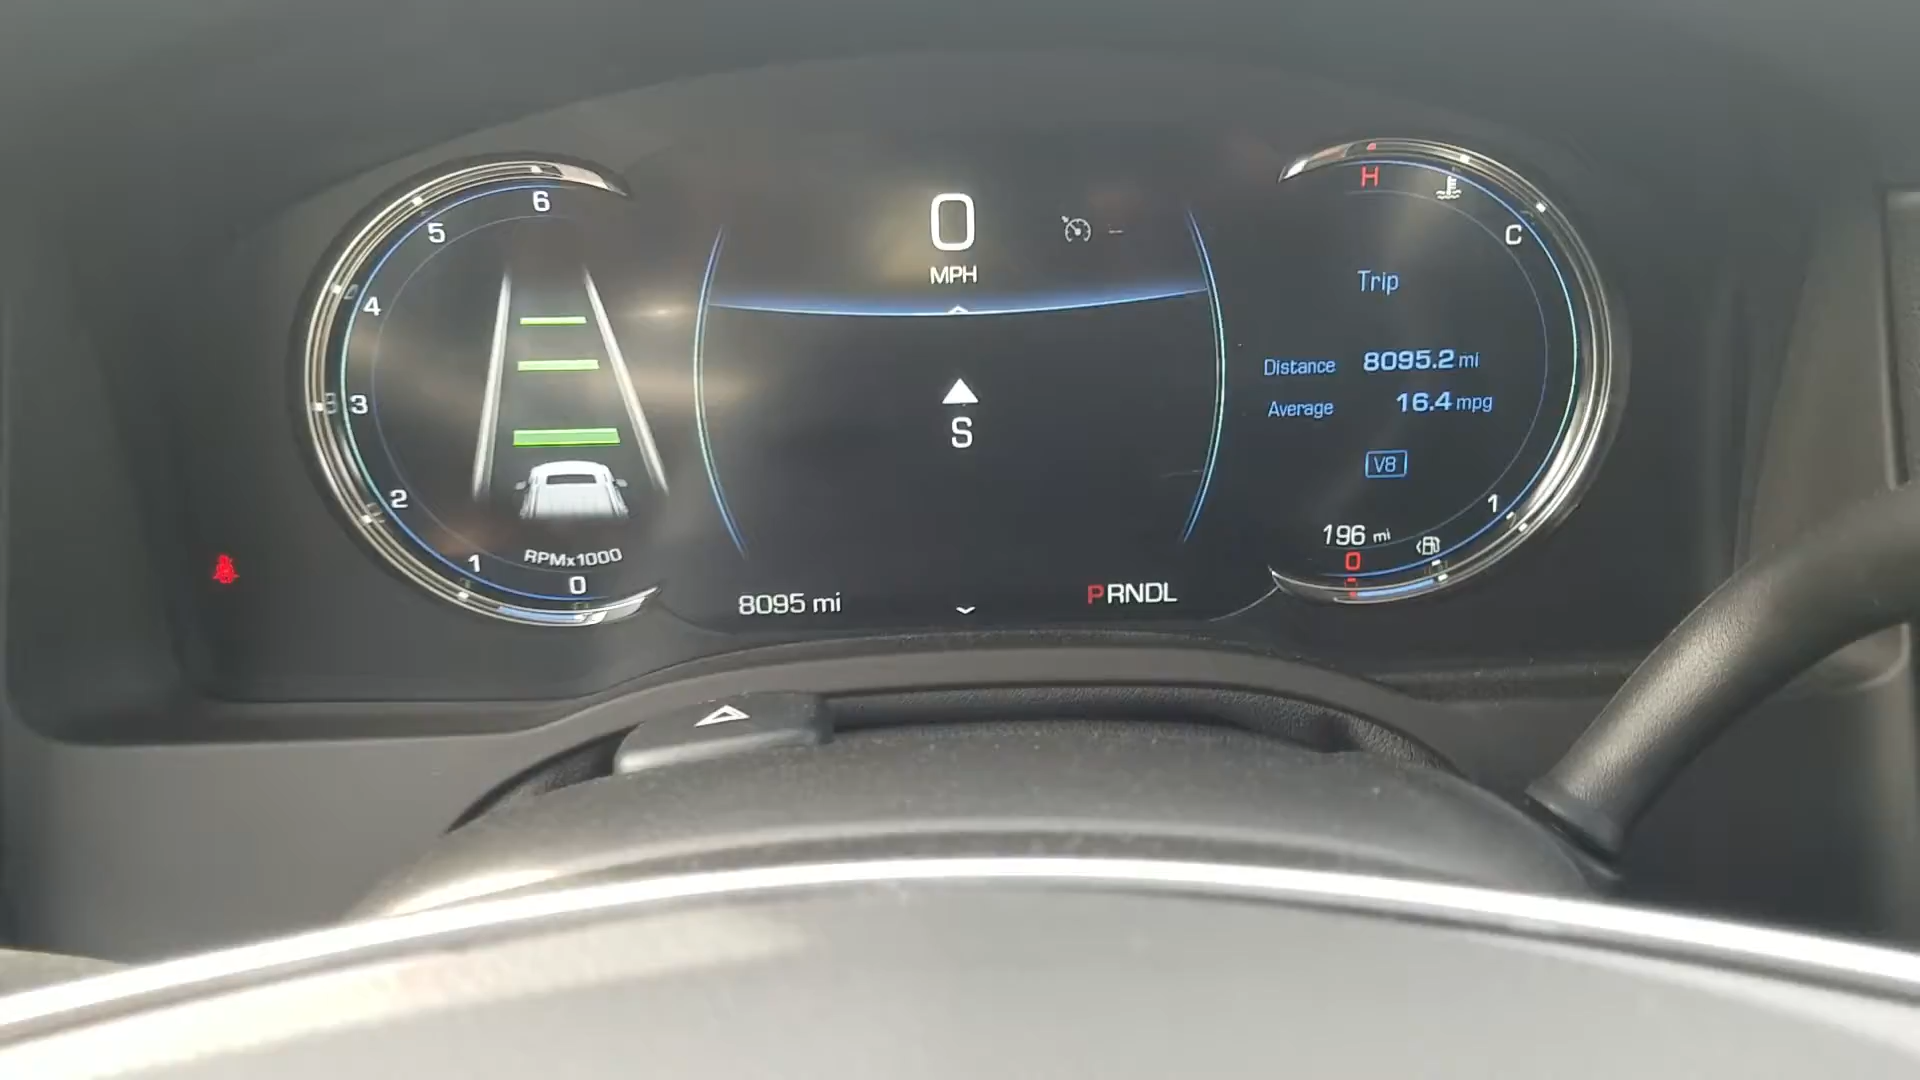 6
5
4
3
2
1
RPMx1000
0
0
MPH
--
S
8095 mi
PRNDL
H
C
Trip
Distance 8095.2 mi
Average 16.4 mpg
V8
1
196 mi
0